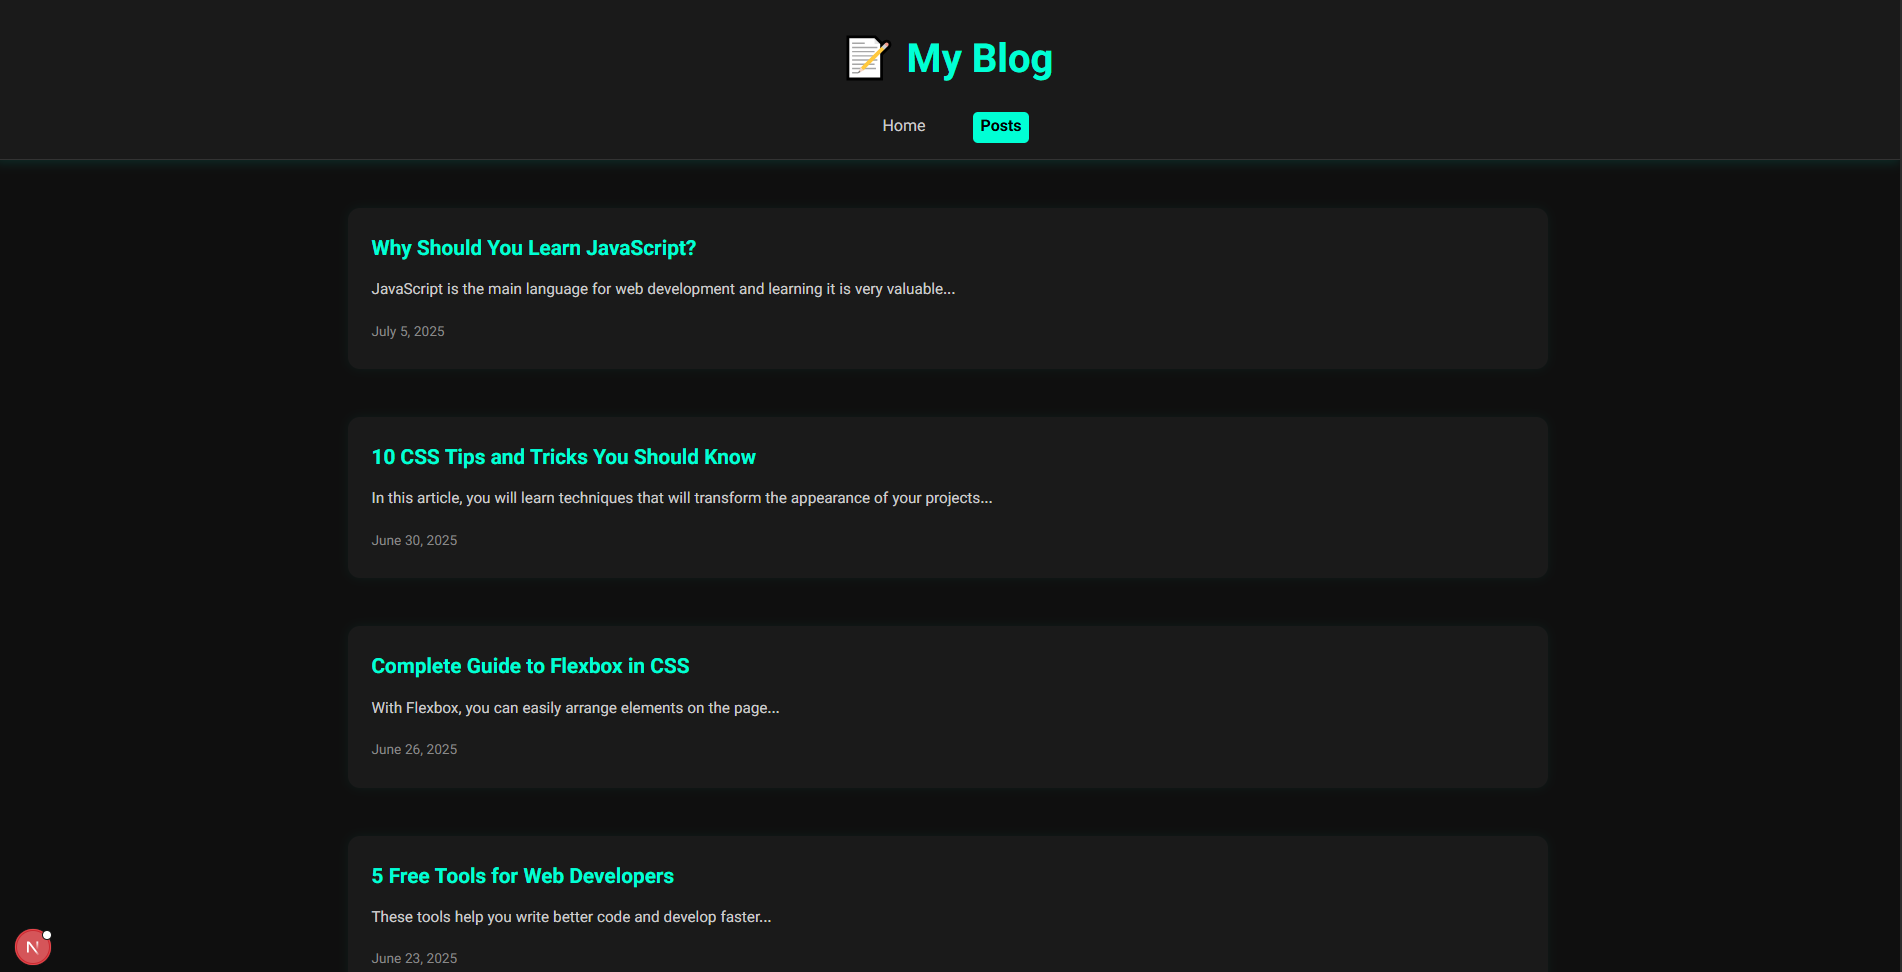 My Blog
Home
Posts
Why Should You Learn JavaScript?
JavaScript is the main language for web development and learning it is very valuable...
July 5, 2025
10 CSS Tips and Tricks You Should Know
In this article, you will learn techniques that will transform the appearance of your projects...
June 30, 2025
Complete Guide to Flexbox in CSS
With Flexbox, you can easily arrange elements on the page...
June 26, 2025
5 Free Tools for Web Developers
These tools help you write better code and develop faster...
June 23, 2025
N